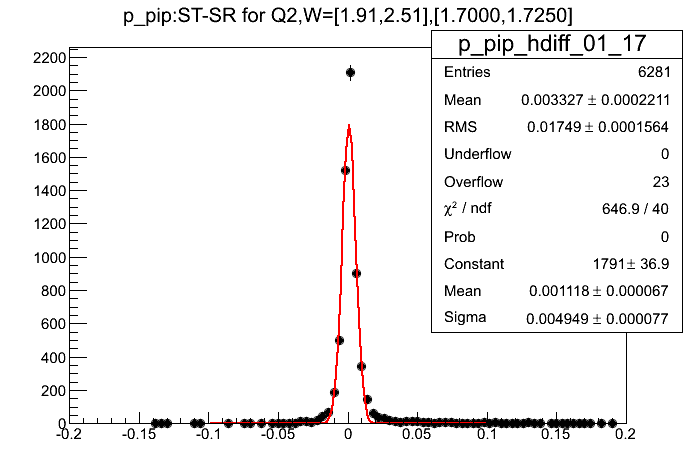 p_pip:ST-SR for Q2,W=[1.91,2.51],[1.7000,1.7250]
p_pip_hdiff_01_17
Entries 6281
Mean 0.003327 ± 0.0002211
RMS 0.01749 ± 0.0001564
Underflow 0
Overflow 23
χ² / ndf 646.9 / 40
Prob 0
Constant 1791 ± 36.9
Mean 0.001118 ± 0.000067
Sigma 0.004949 ± 0.000077
2200
2000
1800
1600
1400
1200
1000
800
600
400
200
0
-0.2 -0.15 -0.1 -0.05 0 0.05 0.1 0.15 0.2